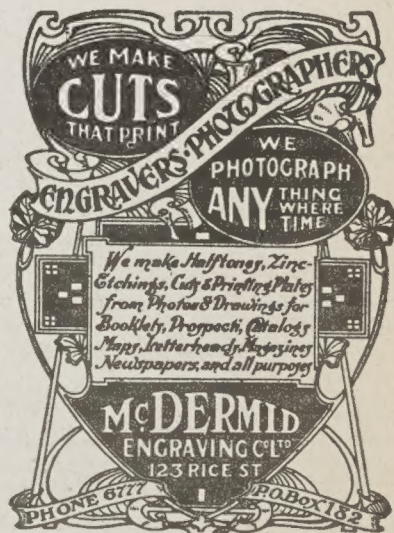 WE MAKE
CUTS
THAT PRINT
ENGRAVERS·PHOTOGRAPHERS
WE
PHOTOGRAPH
ANY THING
WHERE
TIME
We make Halftones, Zinc-
Etchings, Cuts & Printing Plates
from Photos & Drawings for
Booklets, Prospecti, Catalogs
Maps, Letterheads, Magazines
Newspapers, and all purposes
McDERMID
ENGRAVING Co LTD
123 RICE ST
PHONE 6777
P.O. BOX 182